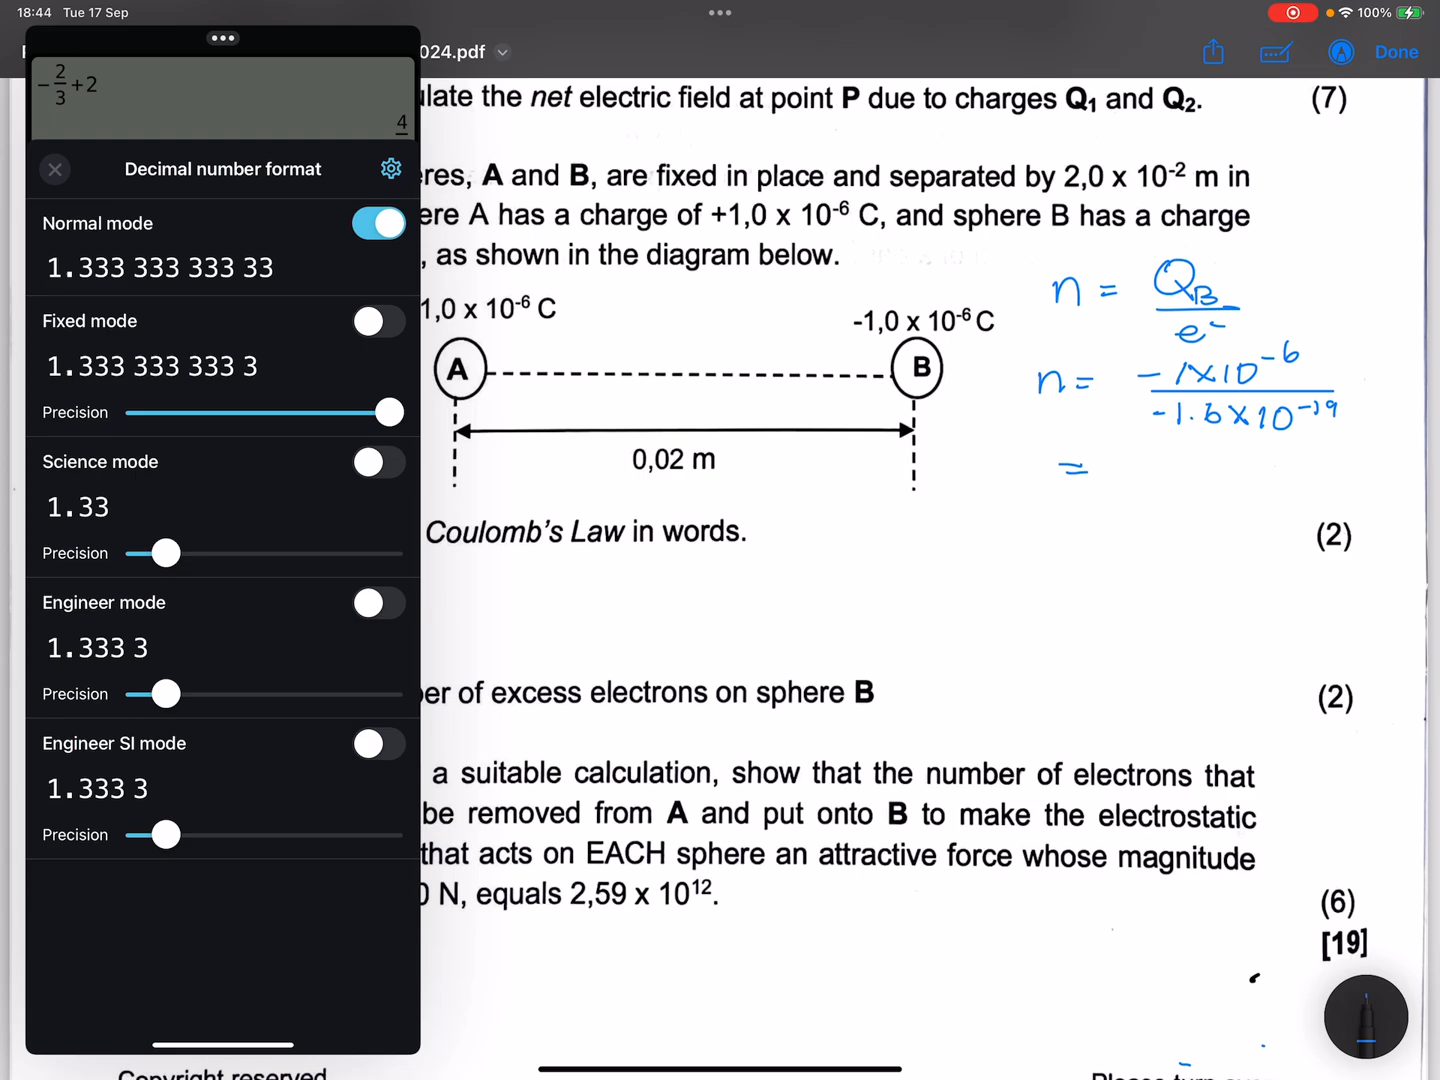 18:44 Tue 17 Sep
100%
024.pdf
Done
-2/3+2
4
Decimal number format
Normal mode
1.333 333 333 33
Fixed mode
1.333 333 333 3
Precision
Science mode
1.33
Precision
Engineer mode
1.333 3
Precision
Engineer SI mode
1.333 3
Precision
late the net electric field at point P due to charges Q₁ and Q₂. (7)
res, A and B, are fixed in place and separated by 2,0 x 10⁻² m in
ere A has a charge of +1,0 x 10⁻⁶ C, and sphere B has a charge
, as shown in the diagram below.
1,0 x 10⁻⁶ C
-1,0 x 10⁻⁶ C
A
B
0,02 m
n = Q_B / e⁻
n = -1×10⁻⁶ / -1.6×10⁻¹⁹
=
Coulomb's Law in words. (2)
er of excess electrons on sphere B (2)
a suitable calculation, show that the number of electrons that
be removed from A and put onto B to make the electrostatic
that acts on EACH sphere an attractive force whose magnitude
0 N, equals 2,59 x 10¹². (6)
[19]
Copyright reserved